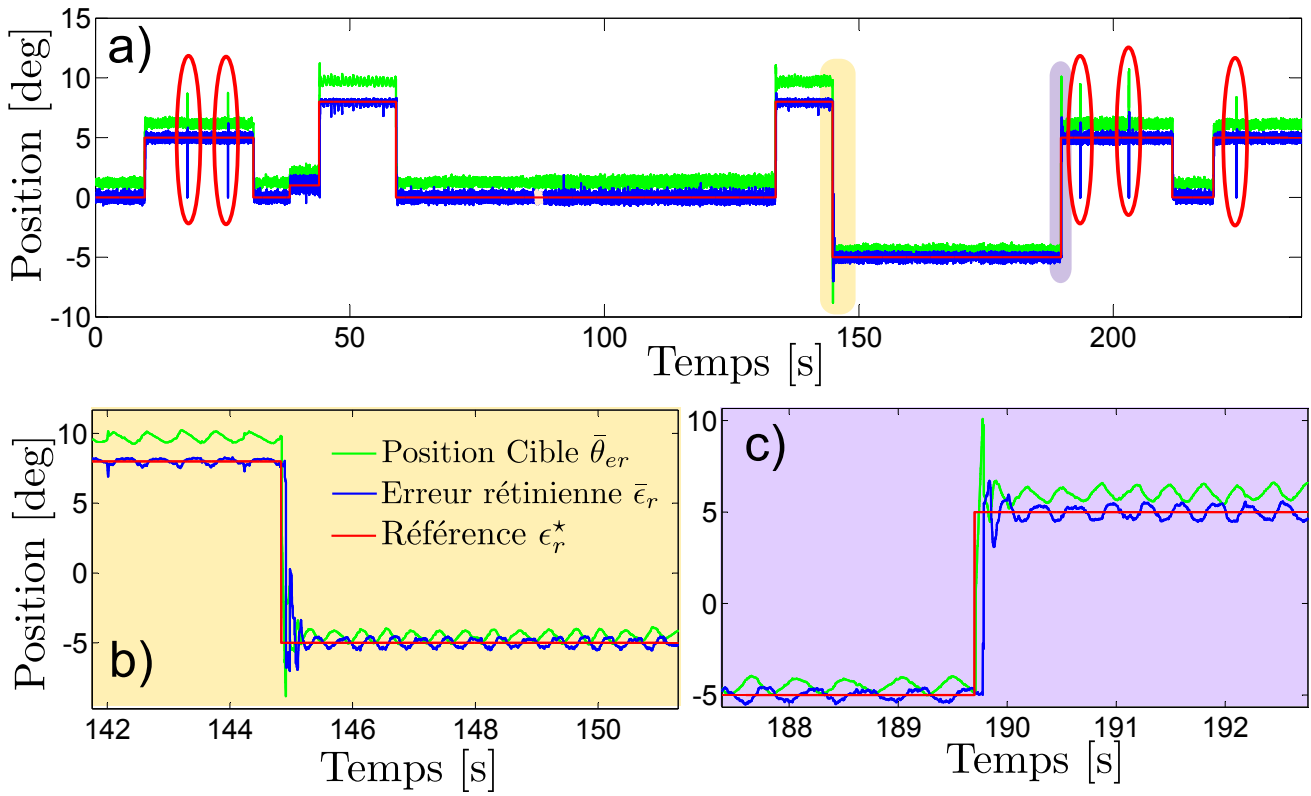 a)
Position [deg]
15
10
5
0
-5
-10
0 50 100 150 200
Temps [s]
b)
Position [deg]
10
5
0
-5
142 144 146 148 150
Temps [s]
Position Cible θ̄er
Erreur rétinienne ϵ̄r
Référence ϵr⋆
c)
10
5
0
-5
188 189 190 191 192
Temps [s]